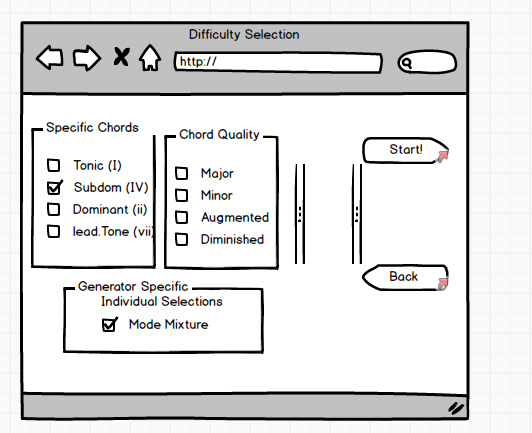 Difficulty Selection
http://
Specific Chords
Tonic (I)
Subdom (IV)
Dominant (ii)
lead.Tone (vii)
Chord Quality
Major
Minor
Augmented
Diminished
Start!
Back
Generator Specific
Individual Selections
Mode Mixture